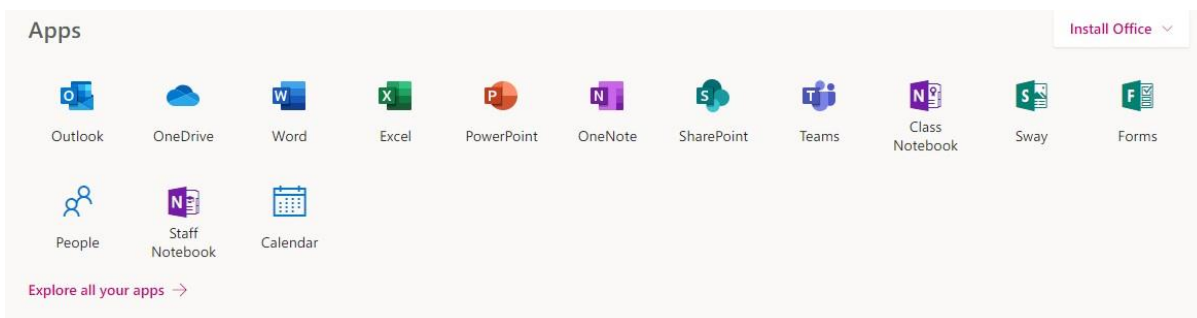 Apps
Install Office
Outlook
OneDrive
Word
Excel
PowerPoint
OneNote
SharePoint
Teams
Class
Notebook
Sway
Forms
People
Staff
Notebook
Calendar
Explore all your apps →